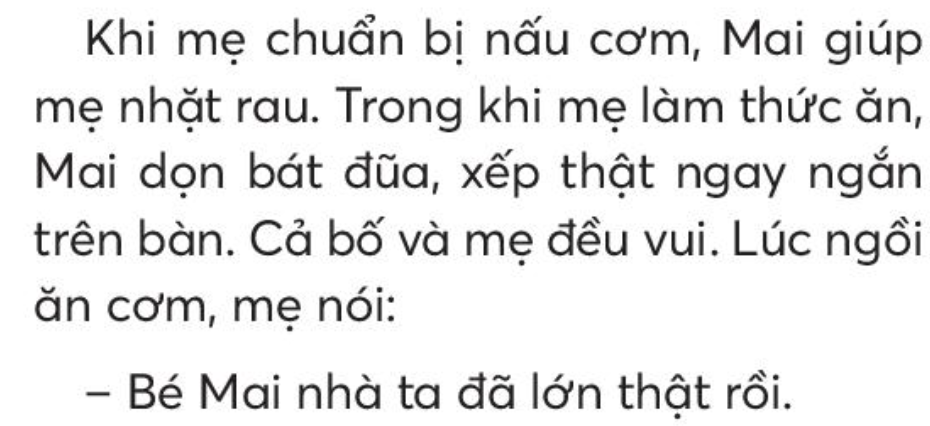 Khi mẹ chuẩn bị nấu cơm, Mai giúp
mẹ nhặt rau. Trong khi mẹ làm thức ăn,
Mai dọn bát đũa, xếp thật ngay ngắn
trên bàn. Cả bố và mẹ đều vui. Lúc ngồi
ăn cơm, mẹ nói:
– Bé Mai nhà ta đã lớn thật rồi.